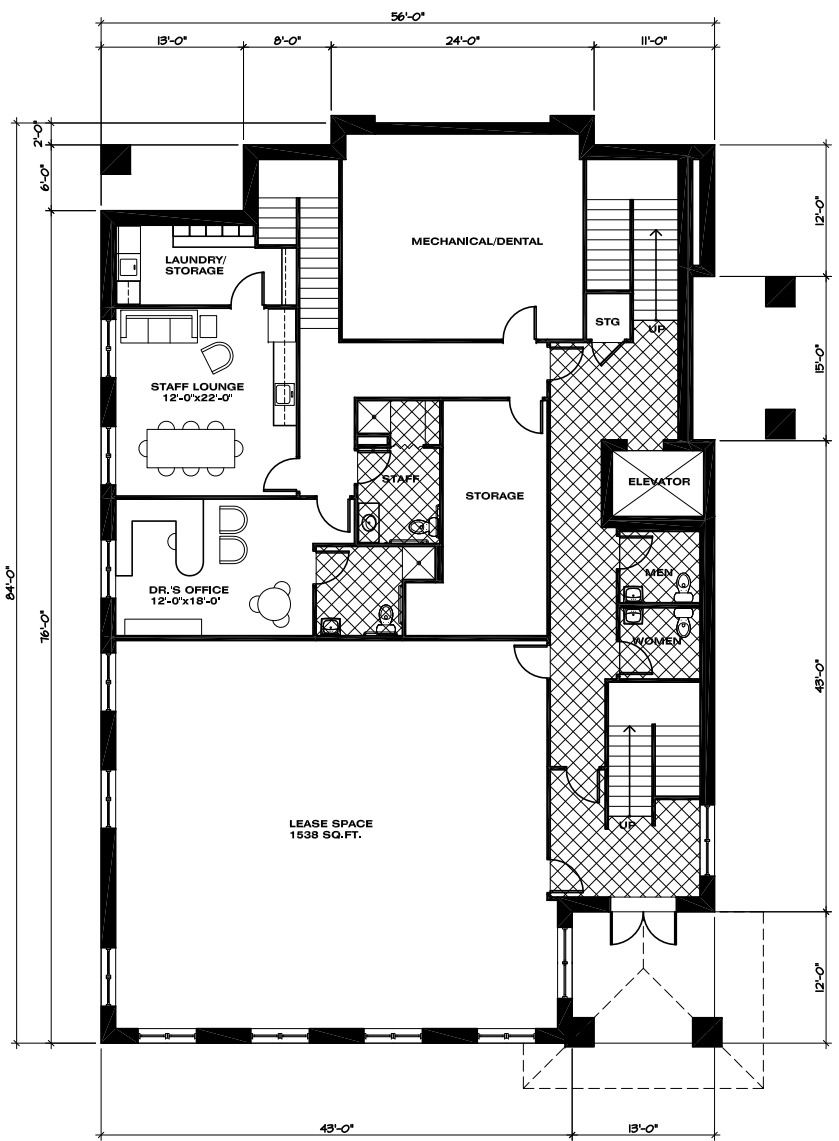 56'-0"
13'-0"
8'-0"
24'-0"
11'-0"
2'-0"
6'-0"
12'-0"
MECHANICAL/DENTAL
LAUNDRY/
STORAGE
STG
UP
15'-0"
STAFF LOUNGE
12'-0"x22'-0"
STAFF
STORAGE
ELEVATOR
84'-0"
76'-0"
DR.'S OFFICE
12'-0"x18'-0'
MEN
WOMEN
43'-0"
LEASE SPACE
1538 SQ.FT.
UP
12'-0"
43'-0"
13'-0"